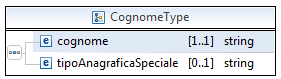 CognomeType
e cognome [1..1] string
e tipoAnagraficaSpeciale [0..1] string